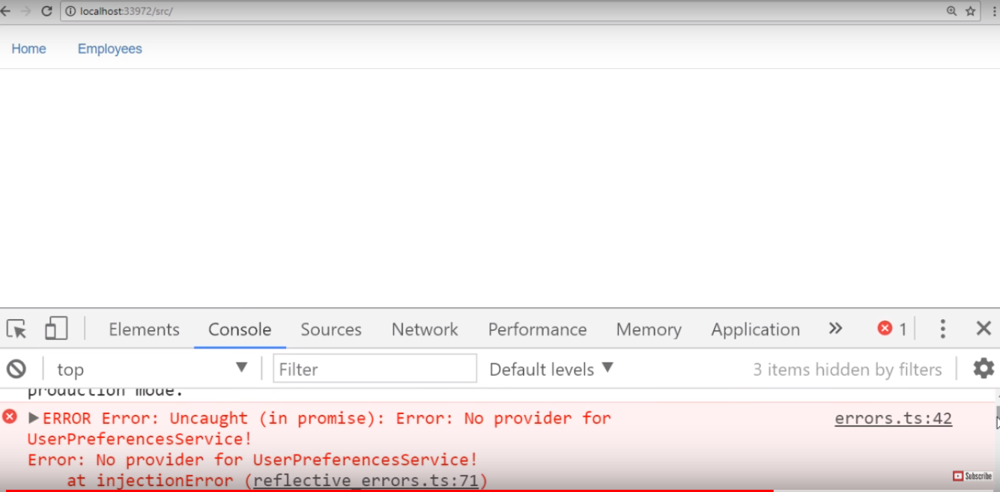 localhost:33972/src/
Home Employees
Elements Console Sources Network Performance Memory Application 1
top Filter Default levels 3 items hidden by filters
production mode.
ERROR Error: Uncaught (in promise): Error: No provider for errors.ts:42
UserPreferencesService!
Error: No provider for UserPreferencesService!
at injectionError (reflective_errors.ts:71)
Subscribe